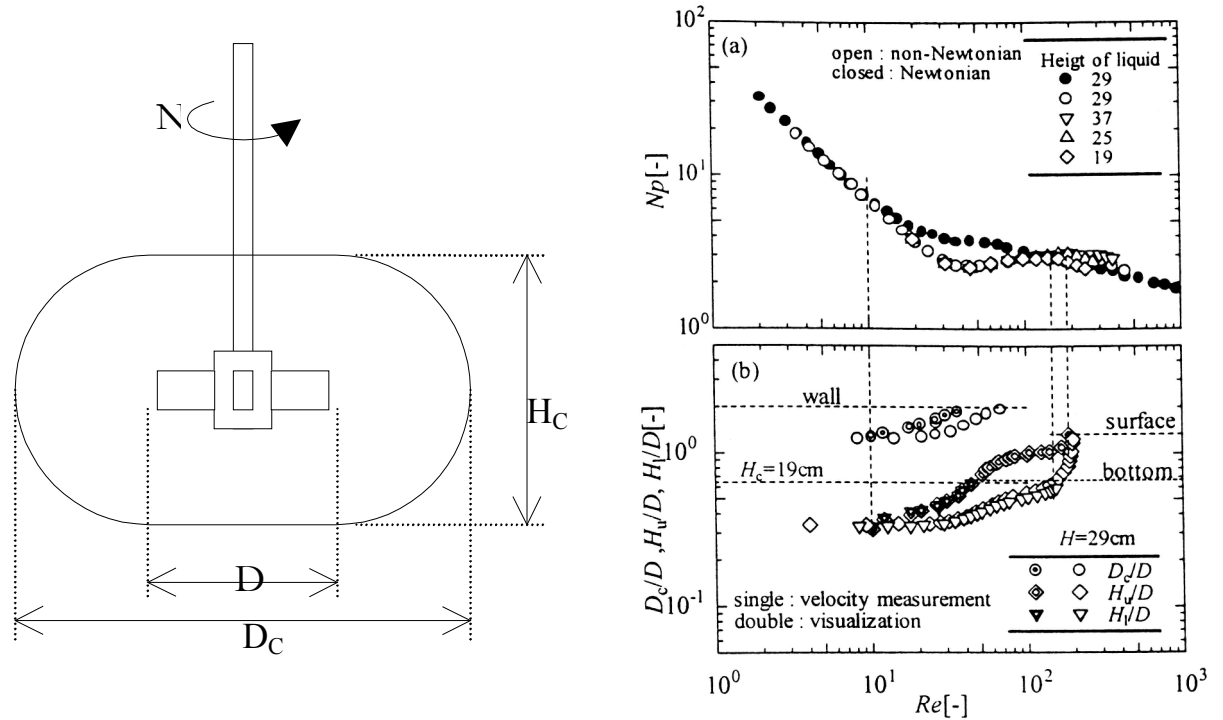 N
H_C
D
D_C
(a)
open : non-Newtonian
closed : Newtonian
Heigt of liquid
29
29
37
25
19
10^2
10^1
10^0
Np[-]
(b)
wall
surface
H_c=19cm
bottom
H=29cm
D_c/D
H_u/D
H_l/D
single : velocity measurement
double : visualization
10^0
10^-1
D_c/D ,H_u/D, H_l/D[-]
10^0
10^1
10^2
10^3
Re[-]